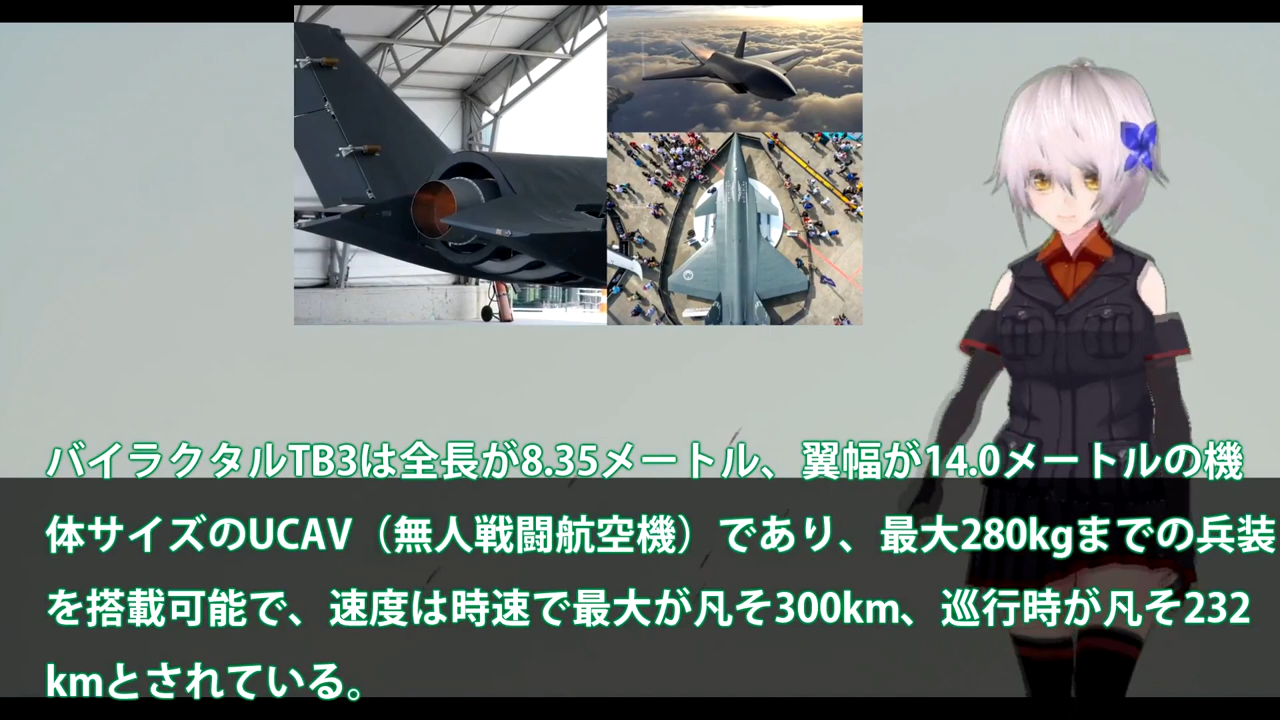 バイラクタルTB3は全長が8.35メートル、翼幅が14.0メートルの機
体サイズのUCAV（無人戦闘航空機）であり、最大280kgまでの兵装
を搭載可能で、速度は時速で最大が凡そ300km、巡行時が凡そ232
kmとされている。